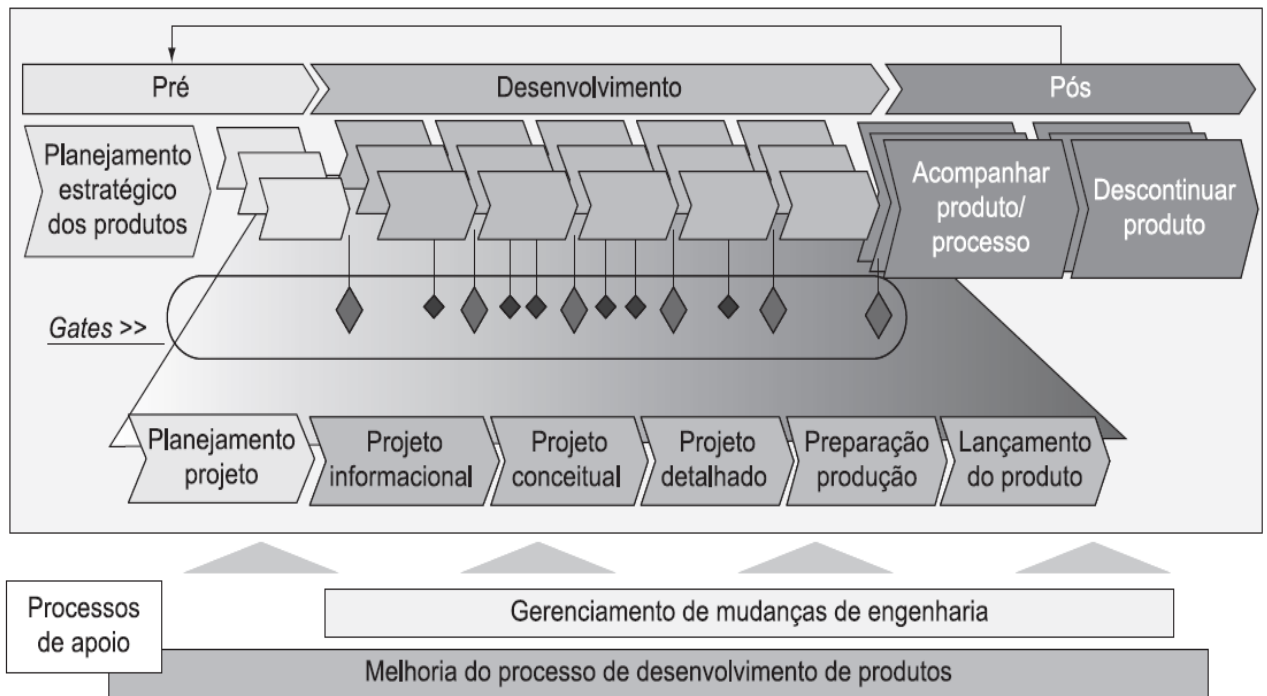 Pré
Desenvolvimento
Pós
Planejamento
estratégico
dos produtos
Acompanhar
produto/
processo
Descontinuar
produto
Gates >>
Planejamento
projeto
Projeto
informacional
Projeto
conceitual
Projeto
detalhado
Preparação
produção
Lançamento
do produto
Processos
de apoio
Gerenciamento de mudanças de engenharia
Melhoria do processo de desenvolvimento de produtos